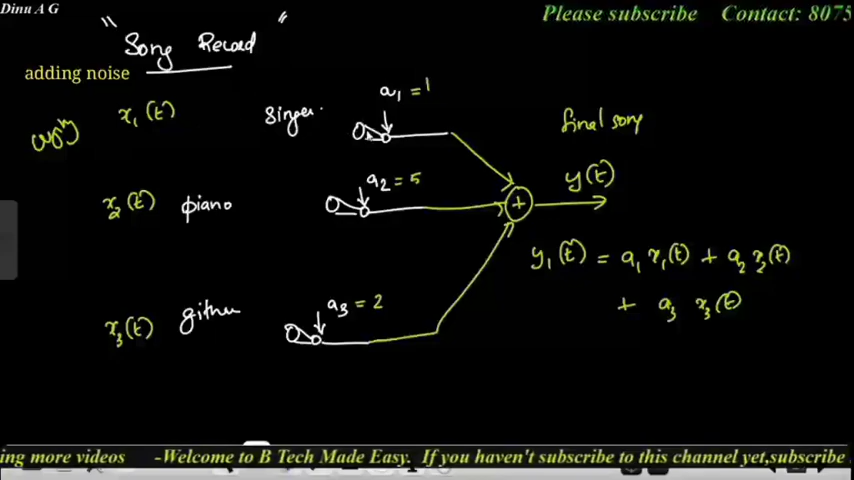 Dinu A G
Please subscribe Contact: 8075
" Song Record "
adding noise
x₁(t) singer. a₁ = 1
final song
x₂(t) piano a₂ = 5
+ y(t)
y₁(t) = a₁ x₁(t) + a₂ x₂(t)
+ a₃ x₃(t)
x₃(t) a₃ = 2
ing more videos -Welcome to B Tech Made Easy. If you haven't subscribe to this channel yet,subscribe